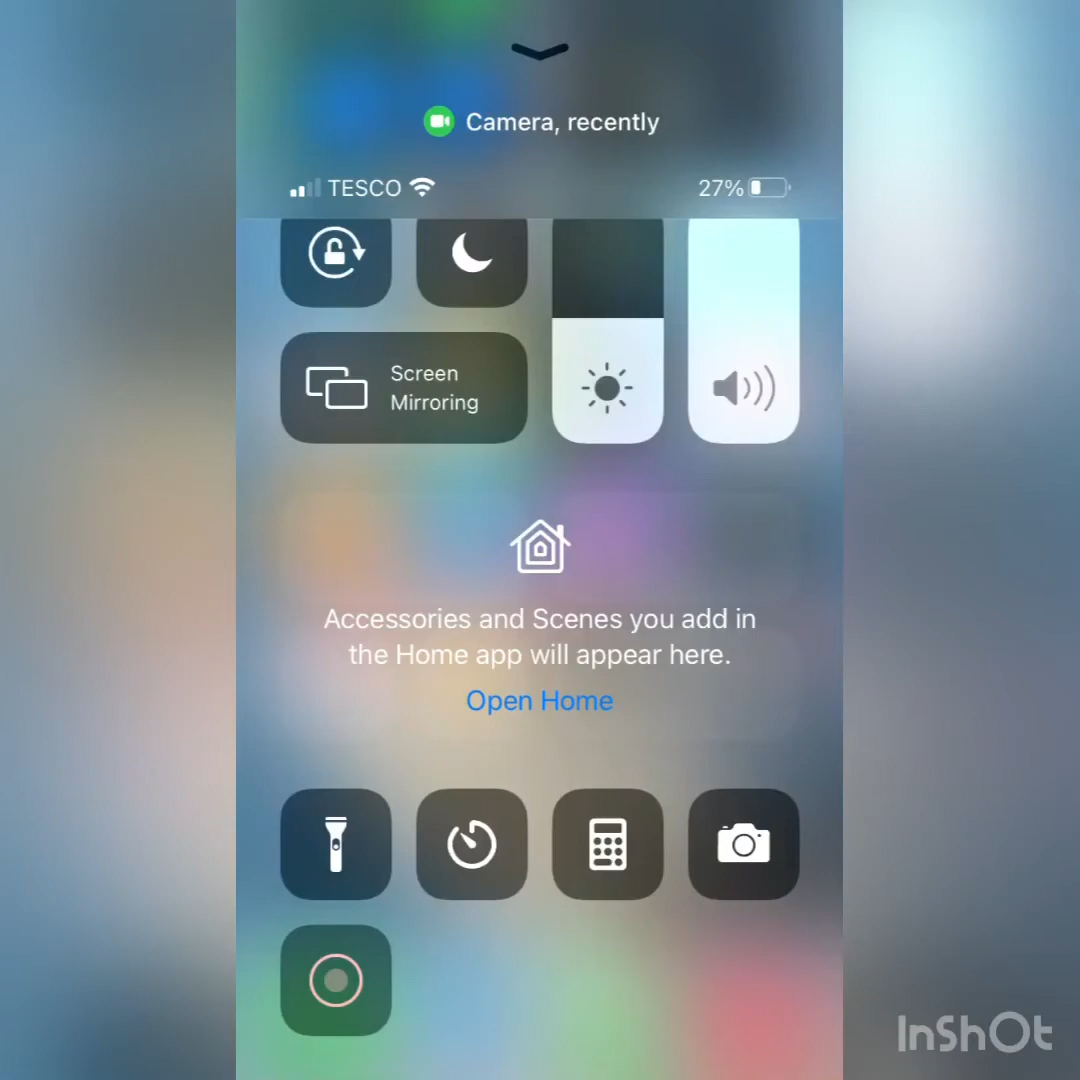 Camera, recently
TESCO
27%
Screen
Mirroring
Accessories and Scenes you add in
the Home app will appear here.
Open Home
InShOt